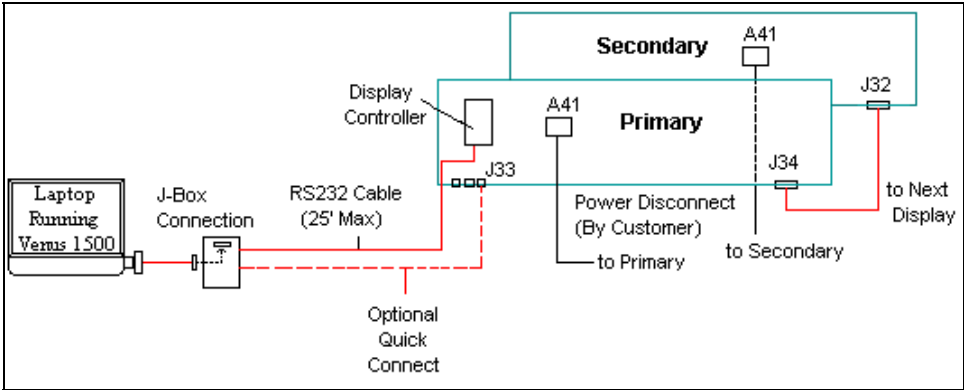 Secondary
A41
J32
Display
Controller
A41
Primary
J33
J34
Laptop
Running
Venus 1500
J-Box
Connection
RS232 Cable
(25' Max)
Power Disconnect
(By Customer)
to Primary
to Secondary
to Next
Display
Optional
Quick
Connect